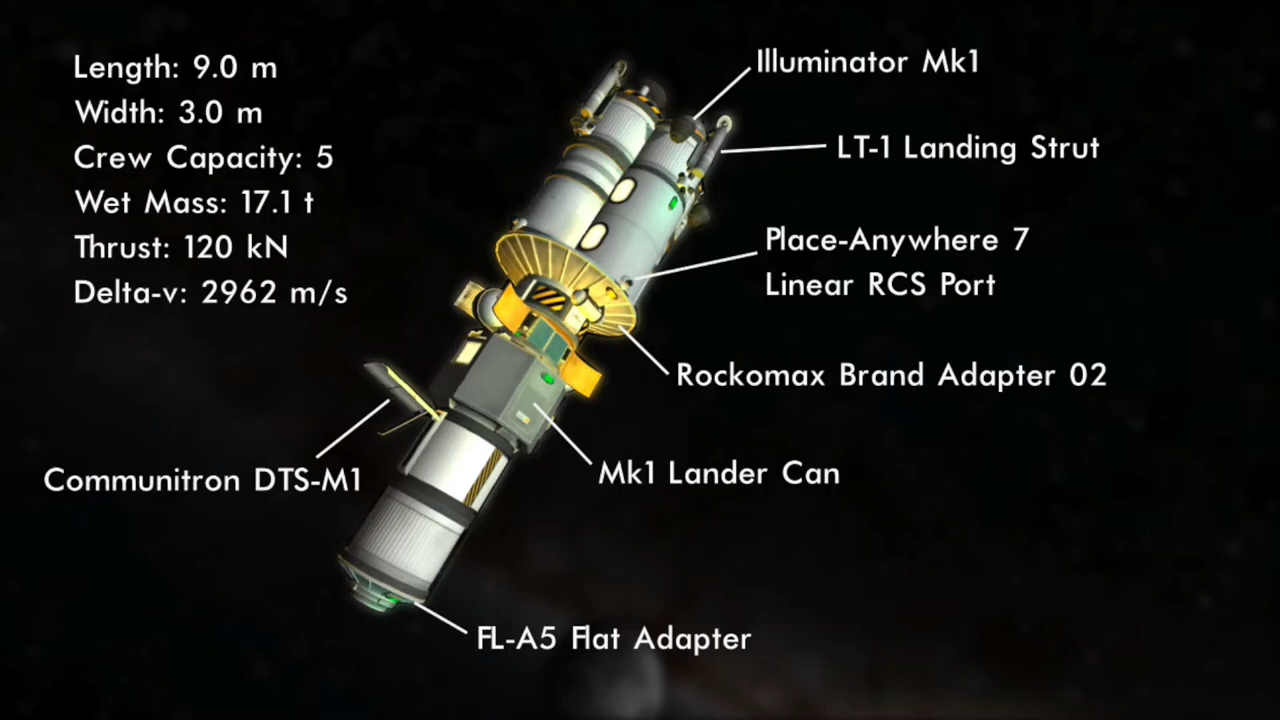 Length: 9.0 m
Width: 3.0 m
Crew Capacity: 5
Wet Mass: 17.1 t
Thrust: 120 kN
Delta-v: 2962 m/s
Illuminator Mk1
LT-1 Landing Strut
Place-Anywhere 7
Linear RCS Port
Rockomax Brand Adapter 02
Communitron DTS-M1
Mk1 Lander Can
FL-A5 Flat Adapter